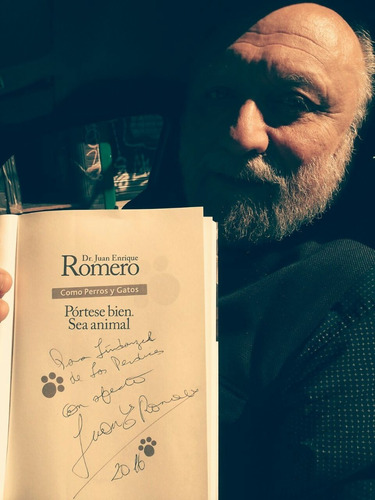 Dr. Juan Enrique
Romero
Como Perros y Gatos
Pórtese bien.
Sea animal
Para
de Los Perdidos
con afecto
Juan Romero
2016